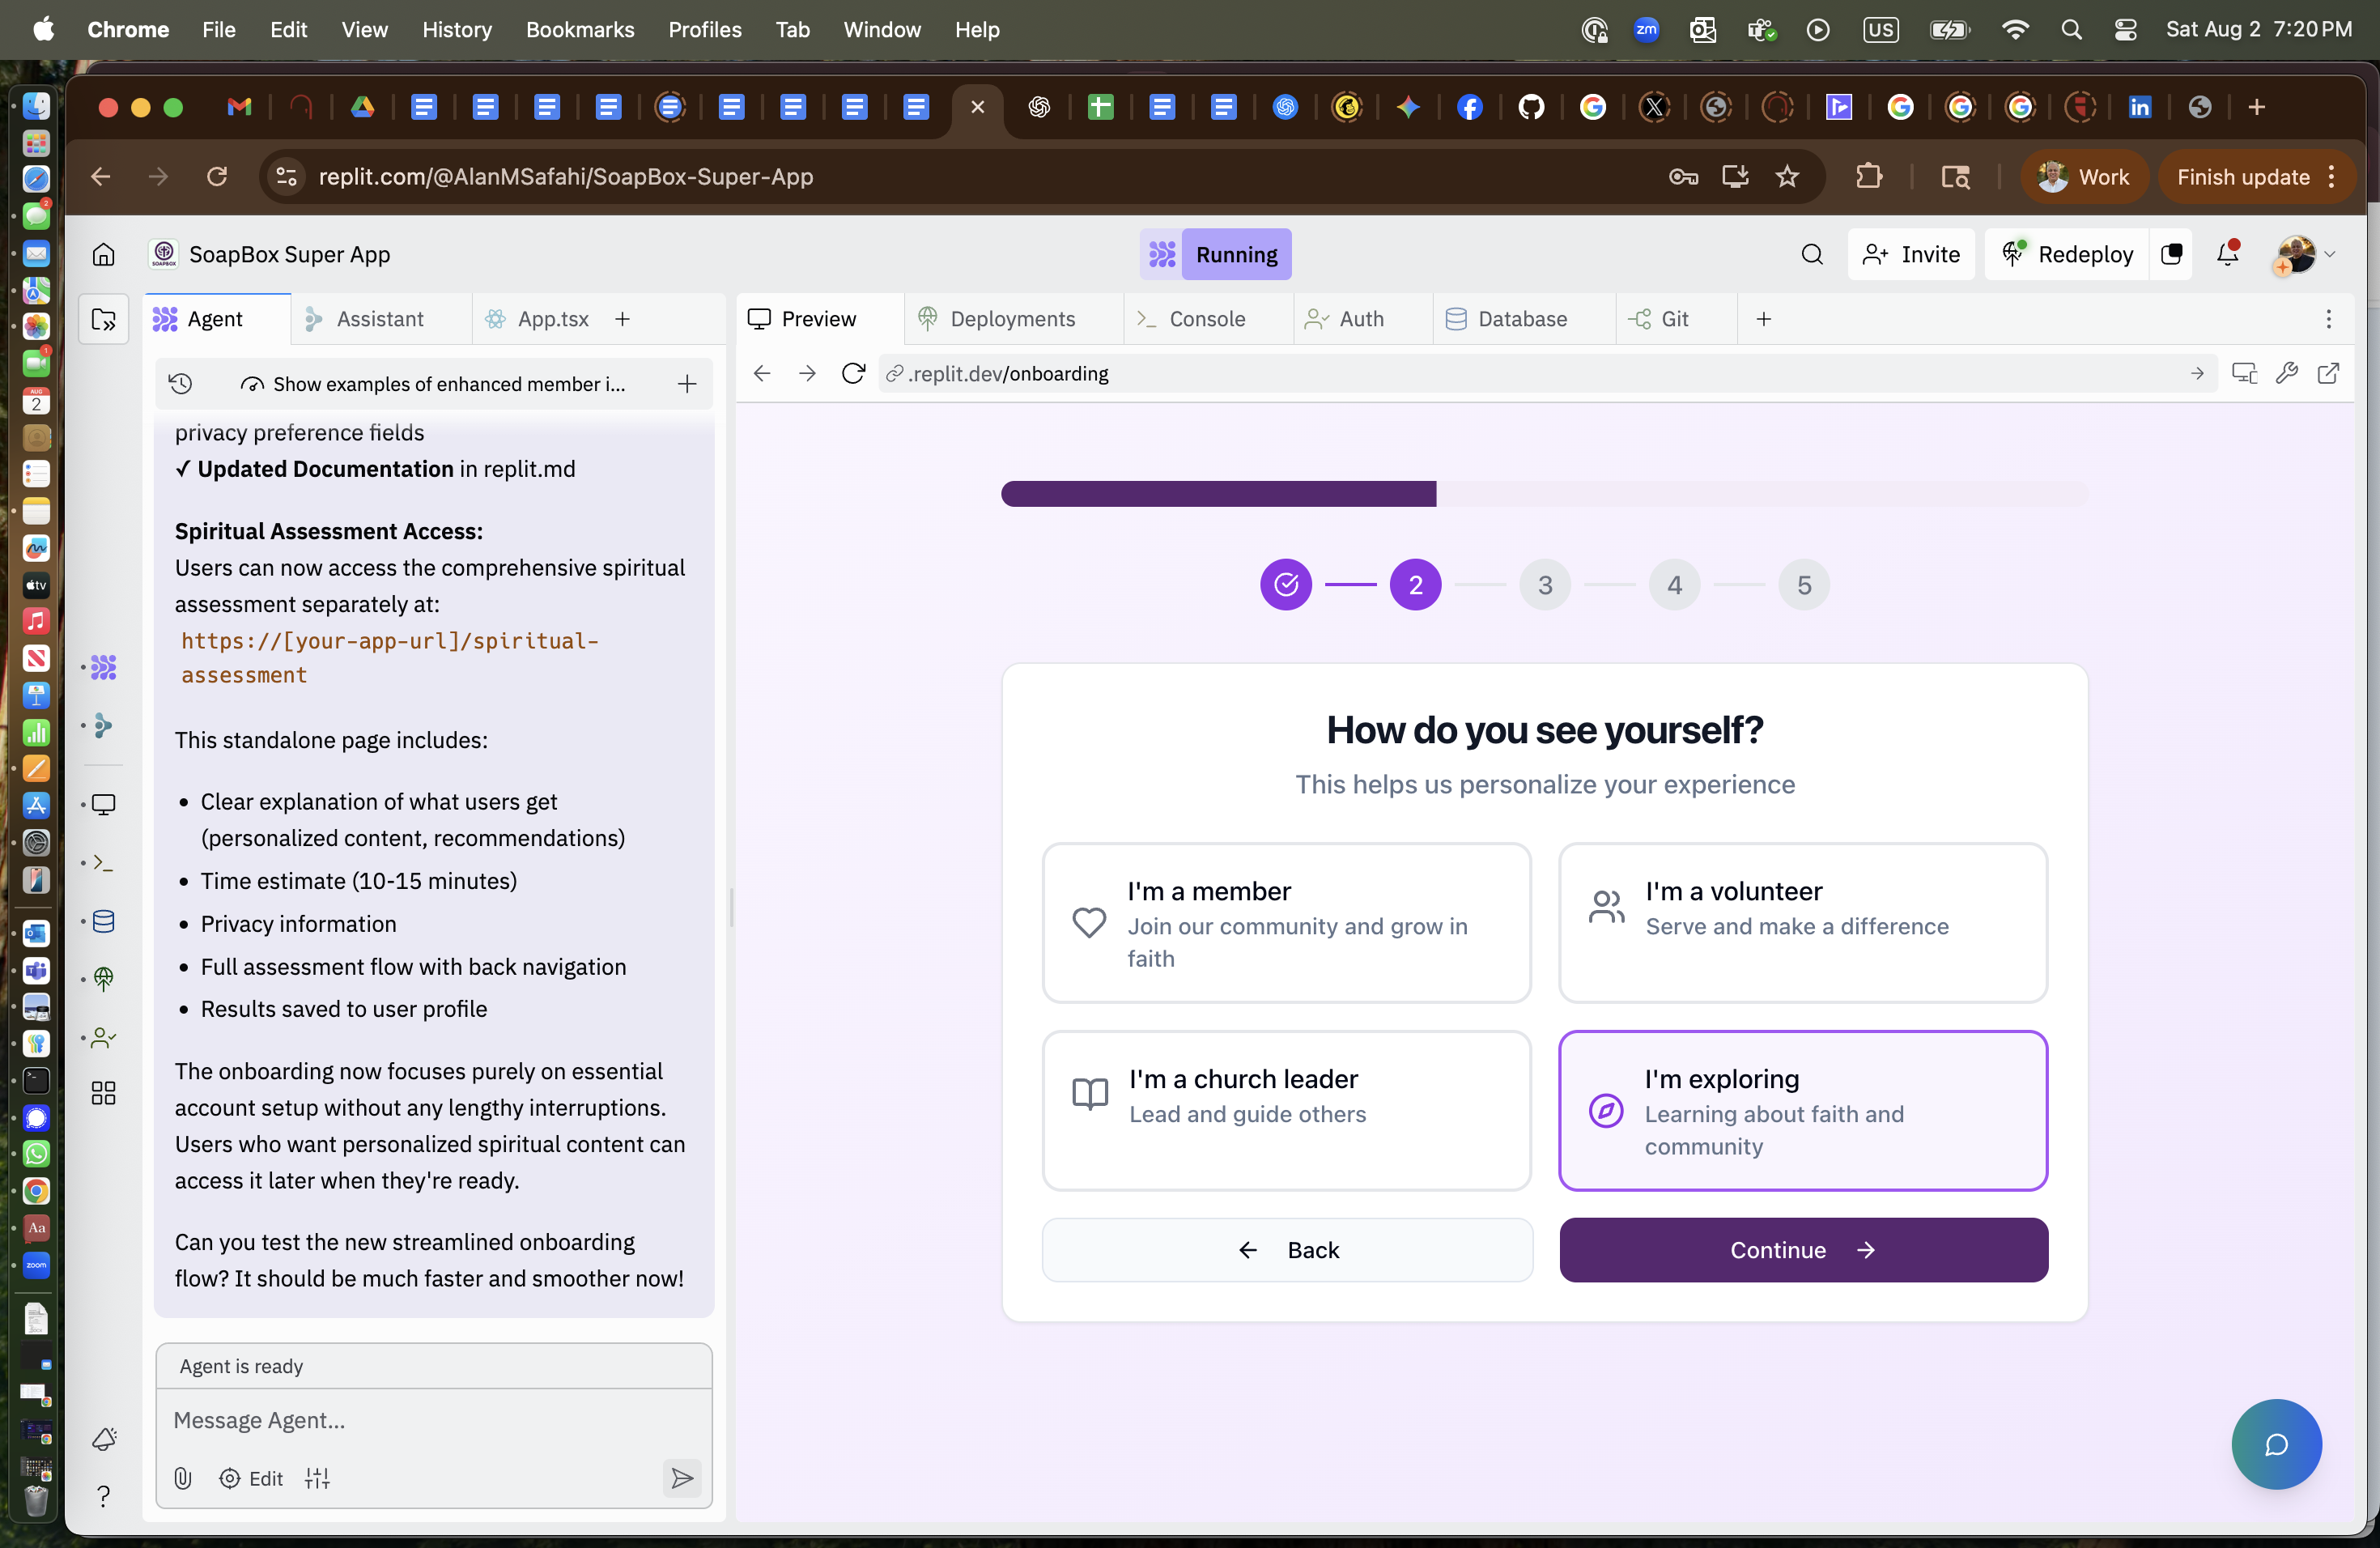 Chrome File Edit View History Bookmarks Profiles Tab Window Help
zm US Sat Aug 2 7:20 PM
replit.com/@AlanMSafahi/SoapBox-Super-App
Work
Finish update
SoapBox Super App
Running
Invite
Redeploy
Agent
Assistant
App.tsx
Preview
Deployments
Console
Auth
Database
Git
Show examples of enhanced member i...
.replit.dev/onboarding
privacy preference fields
✓ Updated Documentation in replit.md
Spiritual Assessment Access:
Users can now access the comprehensive spiritual
assessment separately at:
https://[your-app-url]/spiritual-
assessment
This standalone page includes:
• Clear explanation of what users get
(personalized content, recommendations)
• Time estimate (10-15 minutes)
• Privacy information
• Full assessment flow with back navigation
• Results saved to user profile
The onboarding now focuses purely on essential
account setup without any lengthy interruptions.
Users who want personalized spiritual content can
access it later when they're ready.
Can you test the new streamlined onboarding
flow? It should be much faster and smoother now!
Agent is ready
Message Agent...
Edit
2
3
4
5
How do you see yourself?
This helps us personalize your experience
I'm a member
Join our community and grow in
faith
I'm a volunteer
Serve and make a difference
I'm a church leader
Lead and guide others
I'm exploring
Learning about faith and
community
Back
Continue
2
1
AUG
2
tv
Aa
zoom